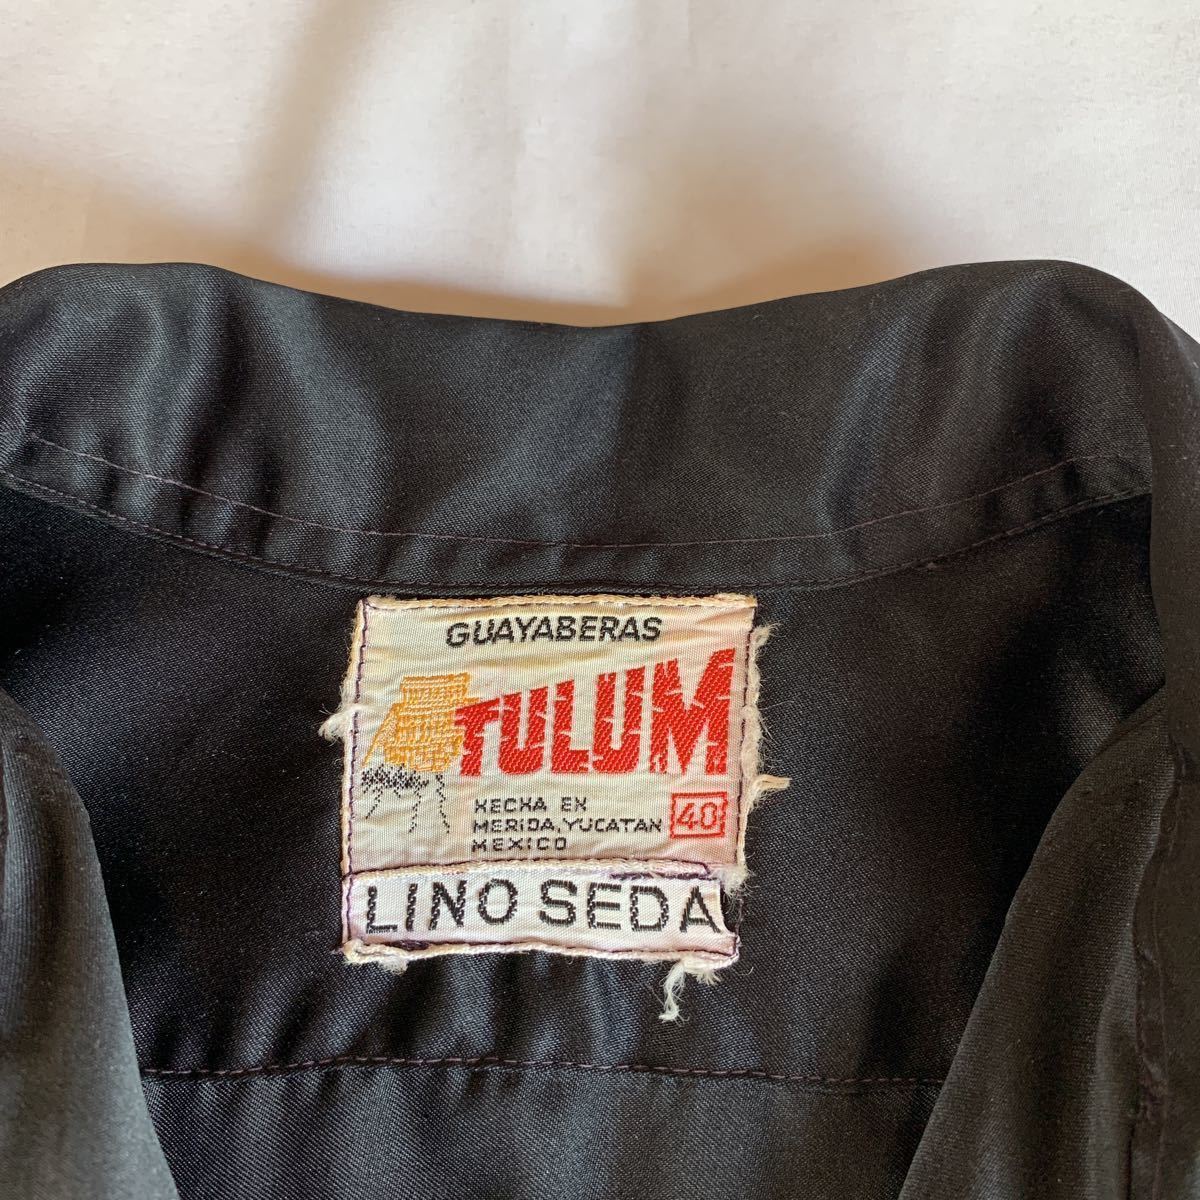 GUAYABERAS
TULUM
HECHA EN
MERIDA, YUCATAN 40
MEXICO
LINO SEDA